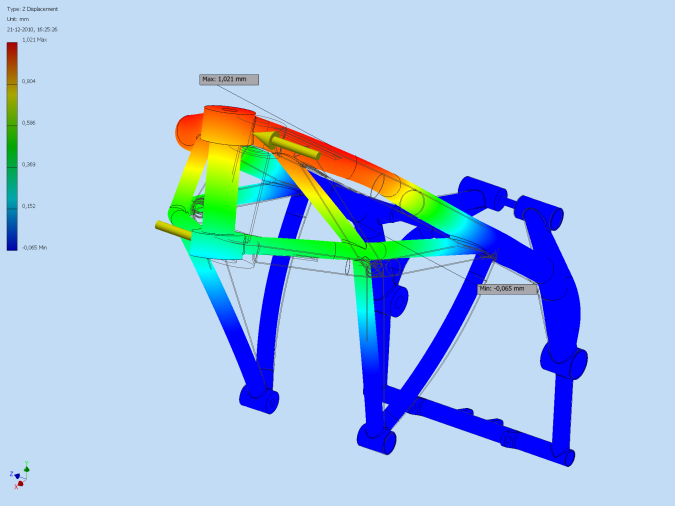 Type: Z Displacement
Unit: mm
21-12-2010, 16:25:26
1,021 Max
0,804
0,586
0,369
0,152
-0,065 Min
Max: 1,021 mm
Min: -0,065 mm
Y
Z
X